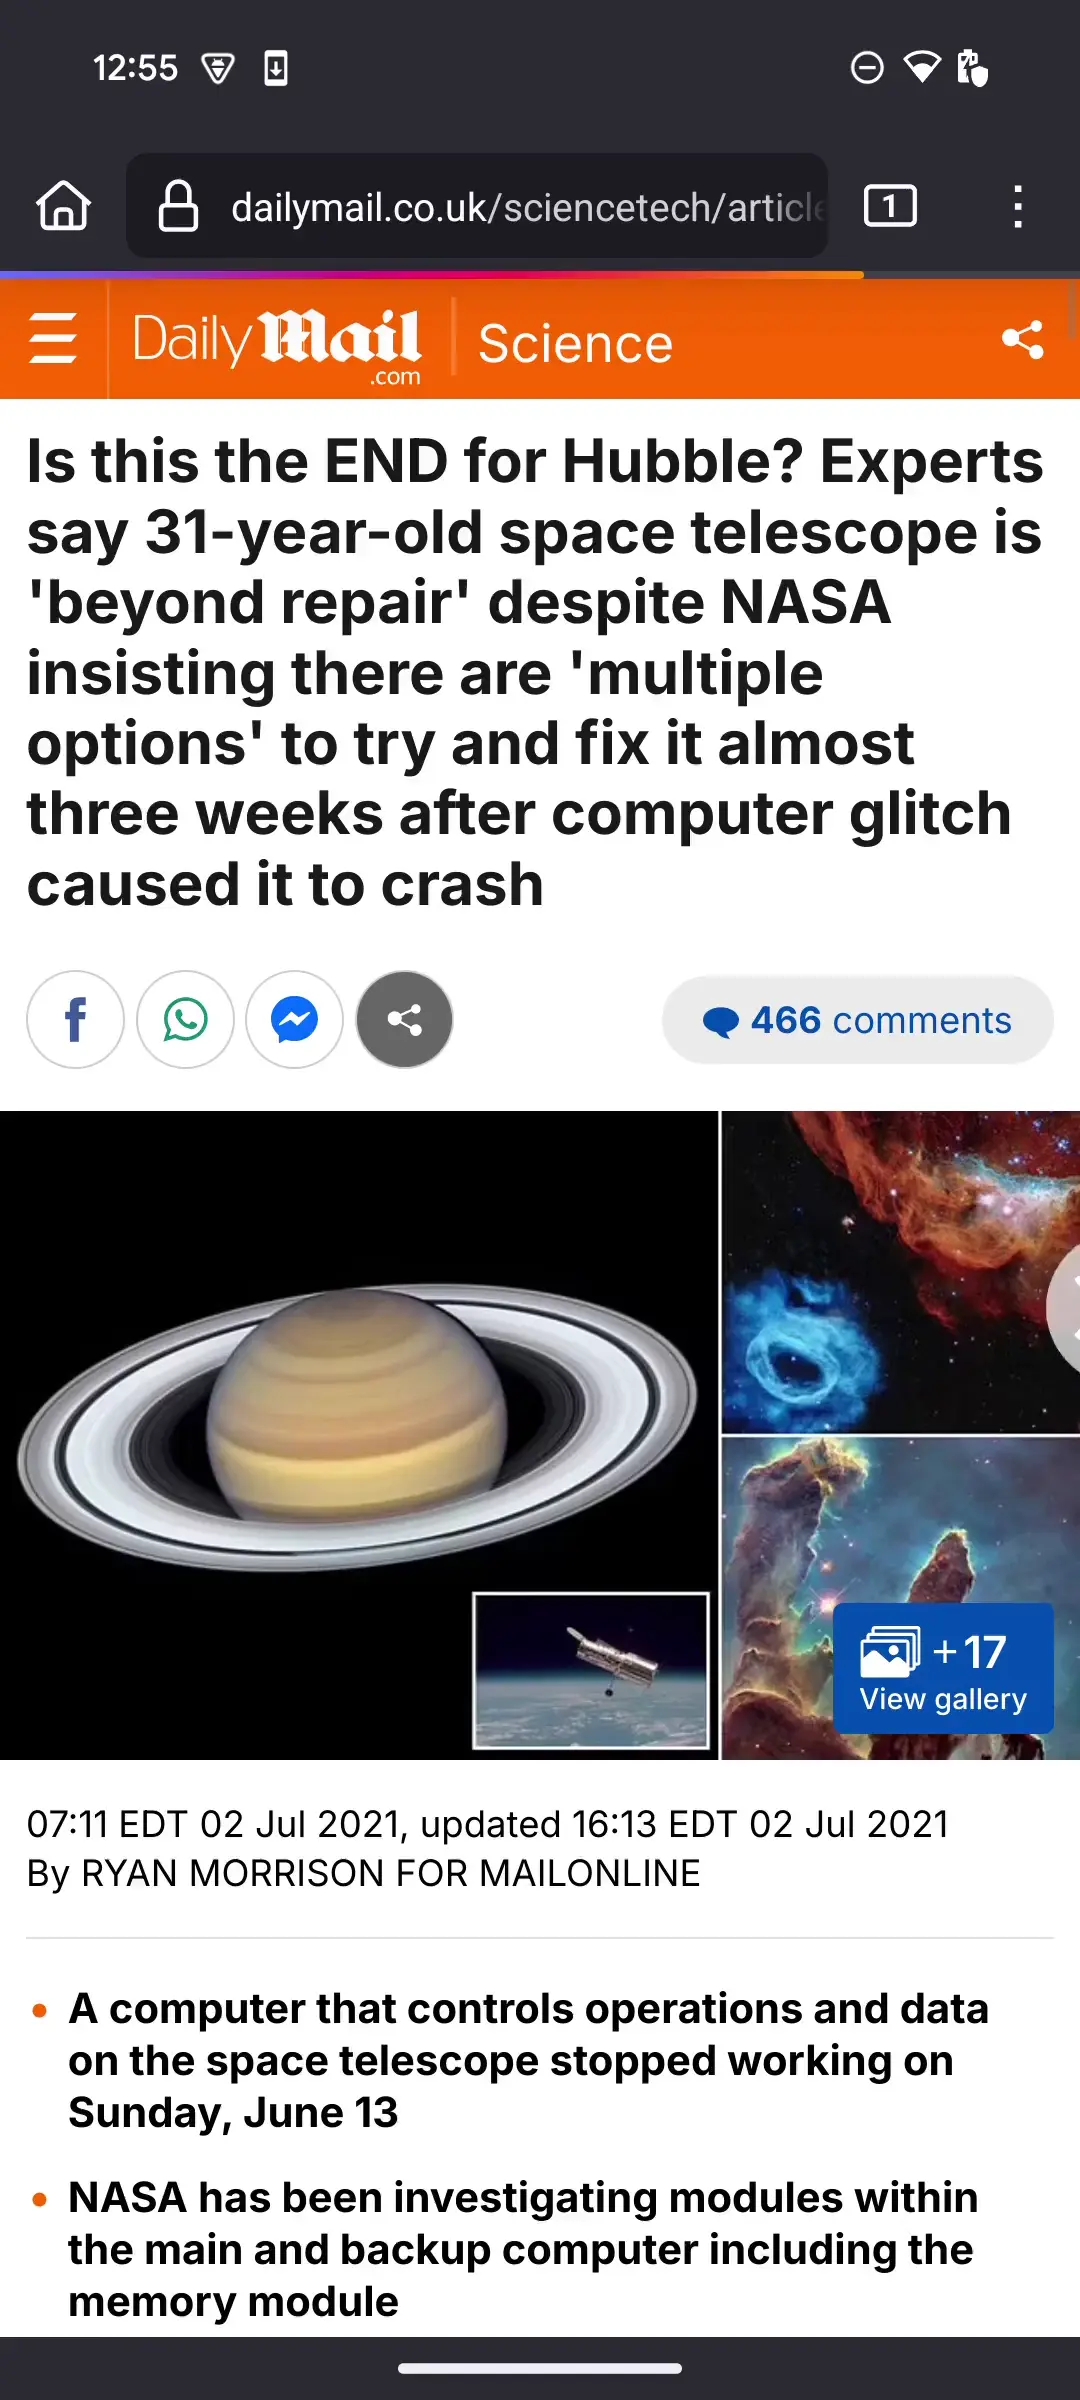 12:55
dailymail.co.uk/sciencetech/article
1
Daily Mail
.com
Science
Is this the END for Hubble? Experts
say 31-year-old space telescope is
'beyond repair' despite NASA
insisting there are 'multiple
options' to try and fix it almost
three weeks after computer glitch
caused it to crash
466 comments
+17
View gallery
07:11 EDT 02 Jul 2021, updated 16:13 EDT 02 Jul 2021
By RYAN MORRISON FOR MAILONLINE
• A computer that controls operations and data
on the space telescope stopped working on
Sunday, June 13
• NASA has been investigating modules within
the main and backup computer including the
memory module